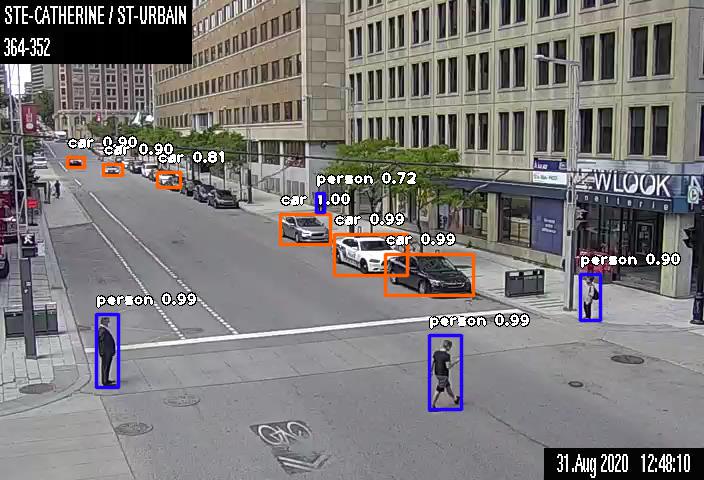 STE-CATHERINE / ST-URBAIN
364-352
car 0.90
car 0.90
car 0.81
person 0.72
car 1.00
car 0.99
car 0.99
NEWLOOK
person 0.90
person 0.99
person 0.99
31.Aug 2020 12:48:10